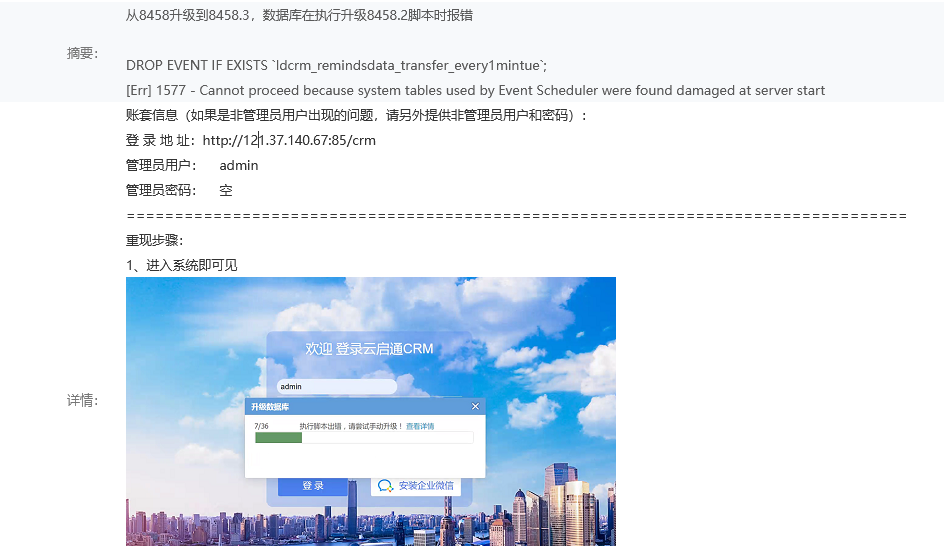 从8458升级到8458.3，数据库在执行升级8458.2脚本时报错
摘要：
DROP EVENT IF EXISTS `ldcrm_remindsdata_transfer_every1mintue`;
[Err] 1577 - Cannot proceed because system tables used by Event Scheduler were found damaged at server start
账套信息（如果是非管理员用户出现的问题，请另外提供非管理员用户和密码）：
登 录 地 址：http://121.37.140.67:85/crm
管理员用户： admin
管理员密码： 空
================================================================================
重现步骤：
1、进入系统即可见
欢迎 登录云启通CRM
admin
升级数据库
7/36 执行脚本出错，请尝试手动升级！ 查看详情
详情：
登 录 安装企业微信